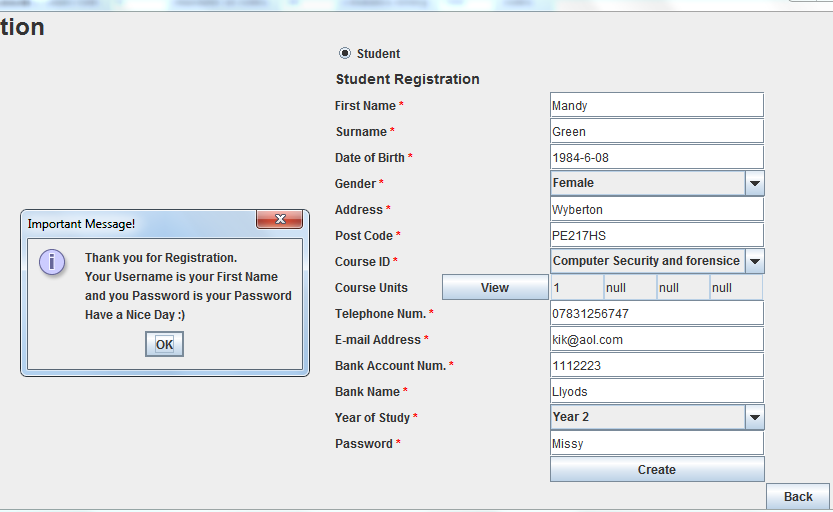 tion
Student
Student Registration
First Name * Mandy
Surname * Green
Date of Birth * 1984-6-08
Gender * Female
Address * Wyberton
Post Code * PE217HS
Course ID * Computer Security and forensice
Course Units View 1 null null null
Telephone Num. * 07831256747
E-mail Address * kik@aol.com
Bank Account Num. * 1112223
Bank Name * Llyods
Year of Study * Year 2
Password * Missy
Create
Back
Important Message!
Thank you for Registration.
Your Username is your First Name
and you Password is your Password
Have a Nice Day :)
OK